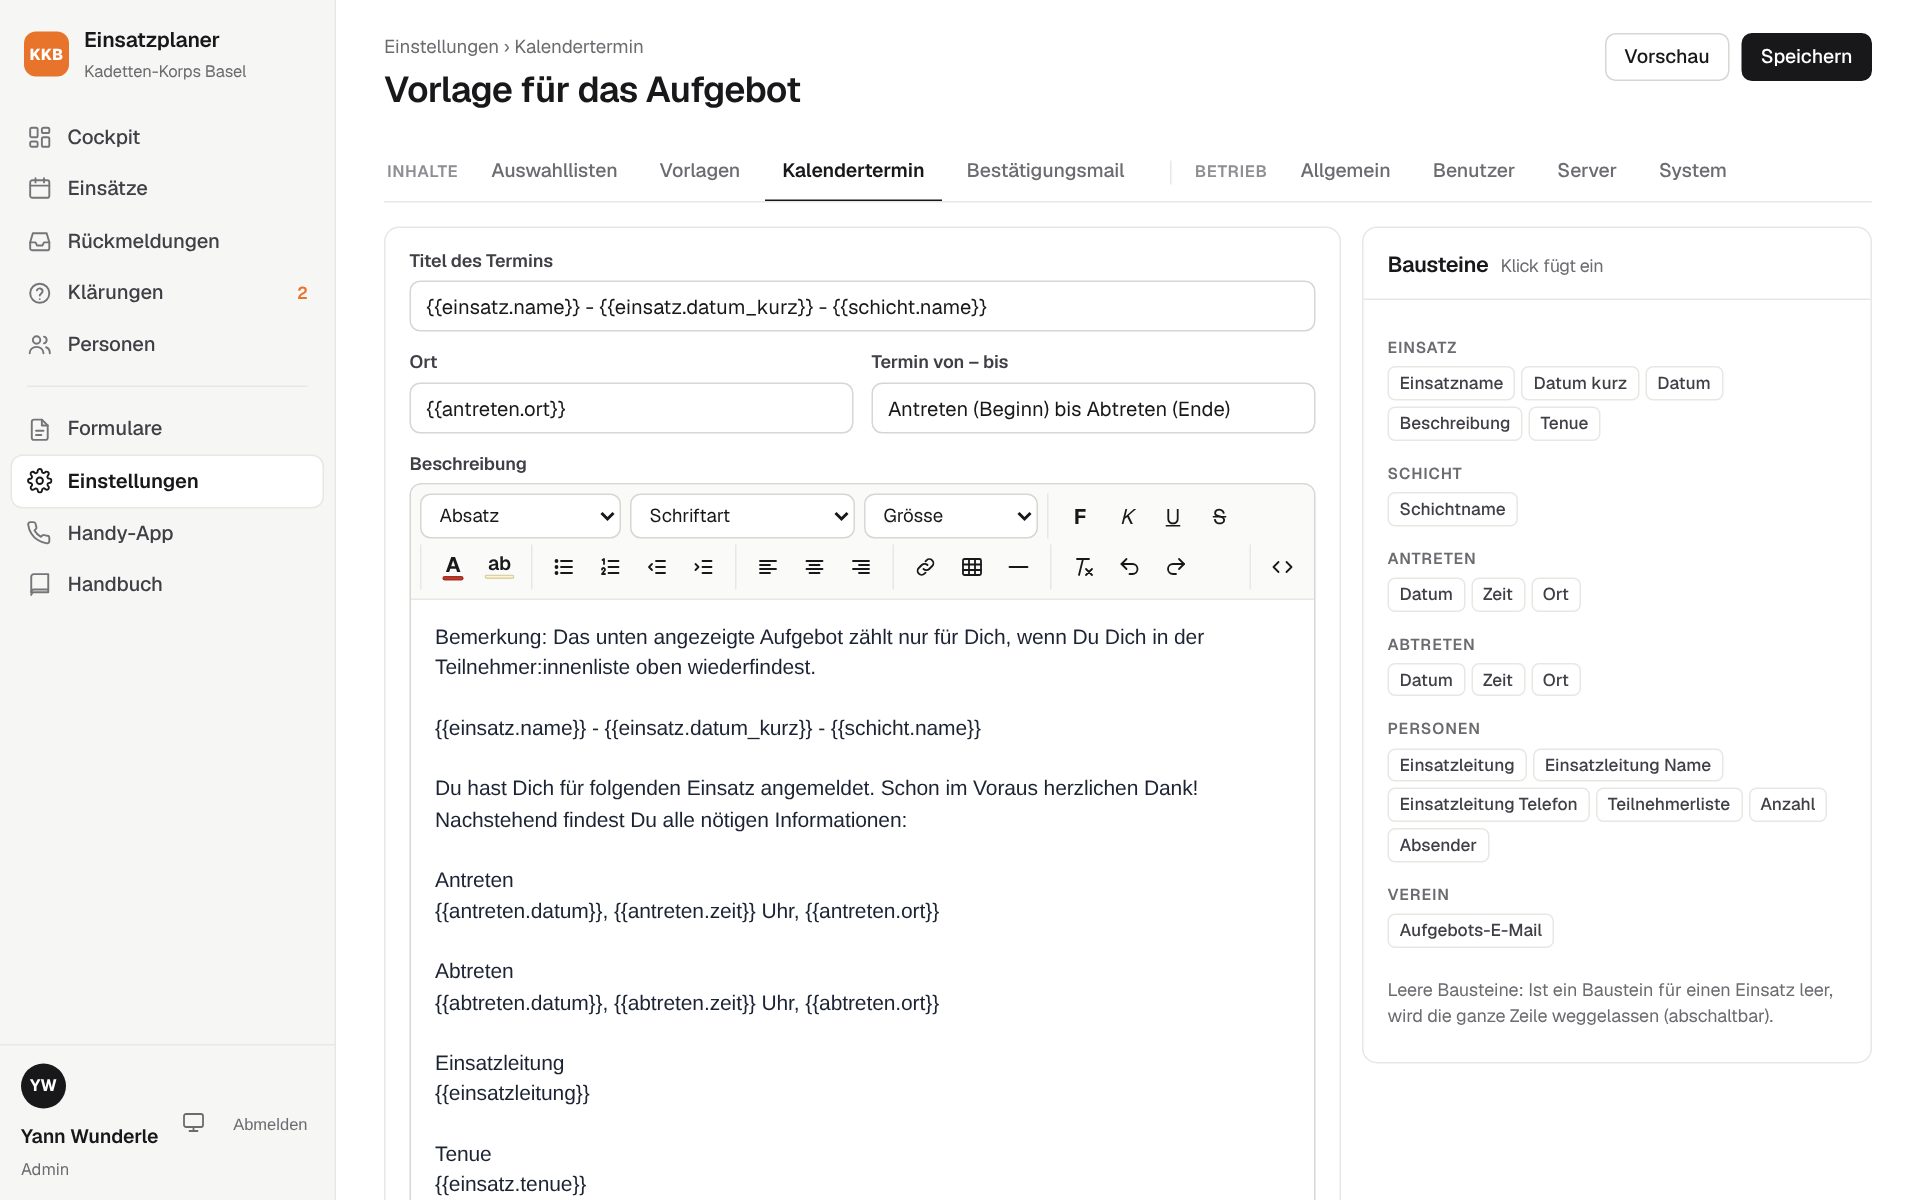 KKB
Einsatzplaner
Kadetten-Korps Basel
Cockpit
Einsätze
Rückmeldungen
Klärungen 2
Personen
Formulare
Einstellungen
Handy-App
Handbuch
YW
Yann Wunderle
Admin
Abmelden
Einstellungen › Kalendertermin
Vorlage für das Aufgebot
Vorschau
Speichern
INHALTE Auswahllisten Vorlagen Kalendertermin Bestätigungsmail BETRIEB Allgemein Benutzer Server System
Titel des Termins
{{einsatz.name}} - {{einsatz.datum_kurz}} - {{schicht.name}}
Ort
{{antreten.ort}}
Termin von – bis
Antreten (Beginn) bis Abtreten (Ende)
Beschreibung
Absatz Schriftart Grösse F K U S
A ab
Bemerkung: Das unten angezeigte Aufgebot zählt nur für Dich, wenn Du Dich in der
Teilnehmer:innenliste oben wiederfindest.
{{einsatz.name}} - {{einsatz.datum_kurz}} - {{schicht.name}}
Du hast Dich für folgenden Einsatz angemeldet. Schon im Voraus herzlichen Dank!
Nachstehend findest Du alle nötigen Informationen:
Antreten
{{antreten.datum}}, {{antreten.zeit}} Uhr, {{antreten.ort}}
Abtreten
{{abtreten.datum}}, {{abtreten.zeit}} Uhr, {{abtreten.ort}}
Einsatzleitung
{{einsatzleitung}}
Tenue
{{einsatz.tenue}}
Bausteine Klick fügt ein
EINSATZ
Einsatzname Datum kurz Datum
Beschreibung Tenue
SCHICHT
Schichtname
ANTRETEN
Datum Zeit Ort
ABTRETEN
Datum Zeit Ort
PERSONEN
Einsatzleitung Einsatzleitung Name
Einsatzleitung Telefon Teilnehmerliste Anzahl
Absender
VEREIN
Aufgebots-E-Mail
Leere Bausteine: Ist ein Baustein für einen Einsatz leer,
wird die ganze Zeile weggelassen (abschaltbar).